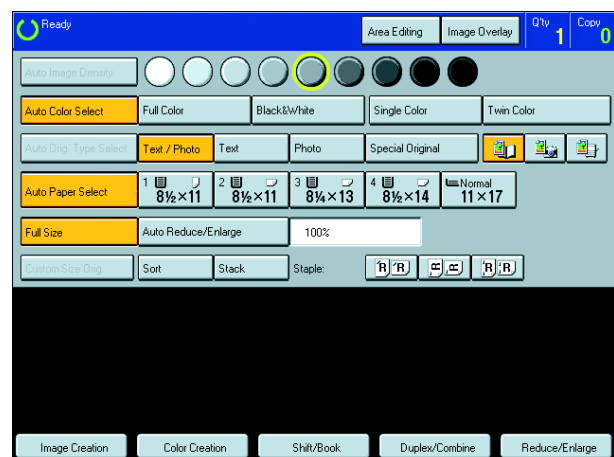 Ready Area Editing Image Overlay Q'ty 1 Copy 0
Auto Image Density
Auto Color Select Full Color Black&White Single Color Twin Color
Auto Orig. Type Select Text / Photo Text Photo Special Original
Auto Paper Select 1 8½×11 2 8½×11 3 8¼×13 4 8½×14 Normal 11×17
Full Size Auto Reduce/Enlarge 100%
Custom Size Orig. Sort Stack Staple: R R R R R R
Image Creation Color Creation Shift/Book Duplex/Combine Reduce/Enlarge